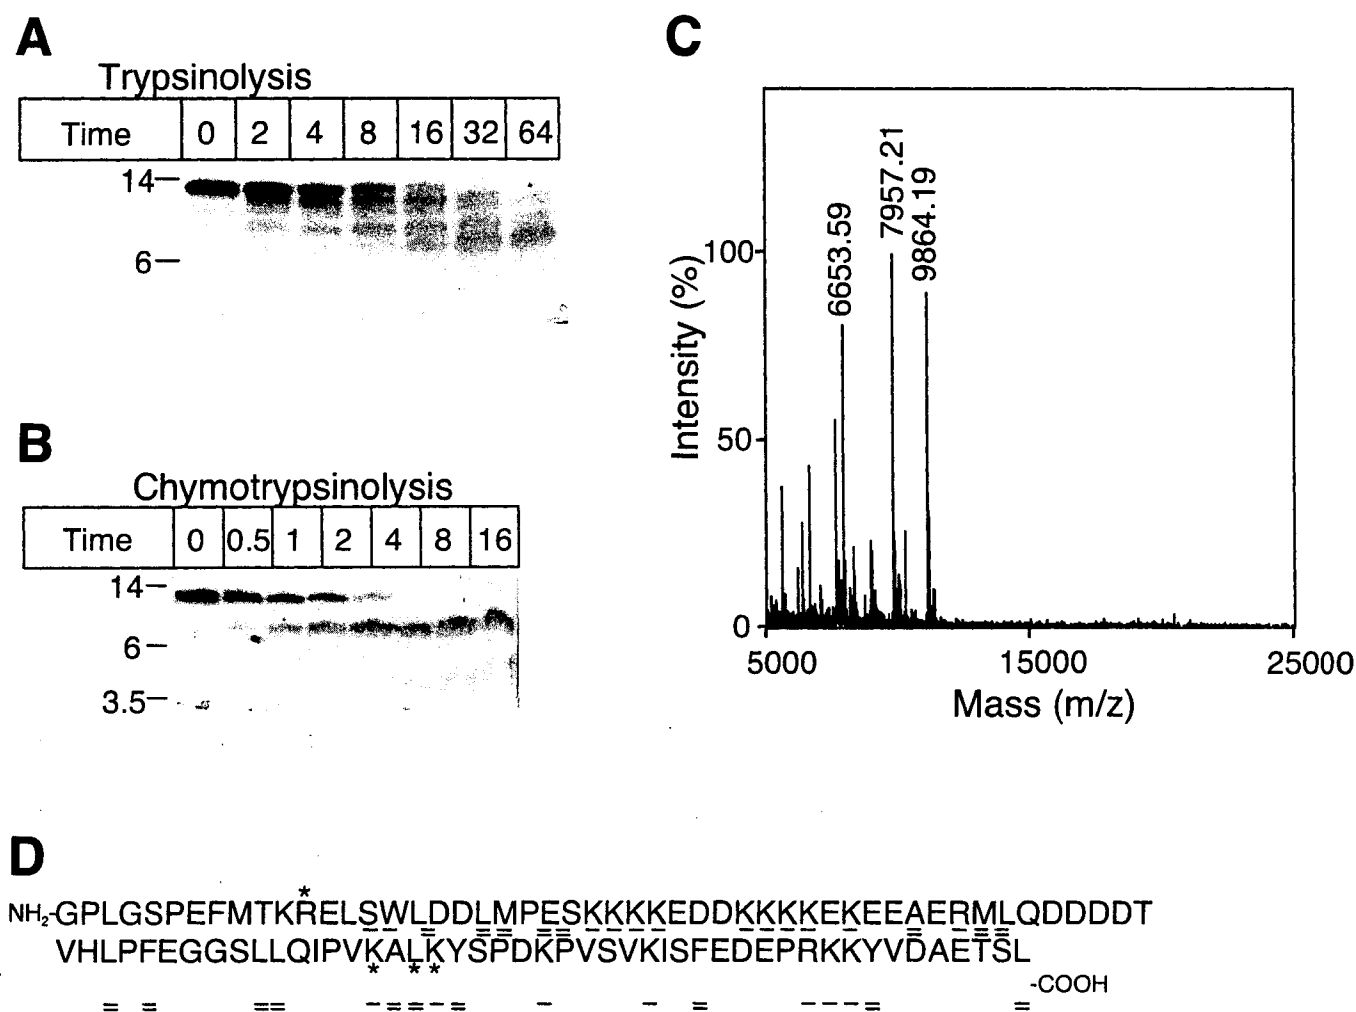 A
Trypsinolysis
Time 0 2 4 8 16 32 64
14
6
B
Chymotrypsinolysis
Time 0 0.5 1 2 4 8 16
14
6
3.5
C
6653.59
7957.21
9864.19
100
50
0
Intensity (%)
5000 15000 25000
Mass (m/z)
D
*
NH2-GPLGSPEFMTKRELSWLDDLMPESKKKKEDDKKKKEKEEAERMLQDDDDT
VHLPFEGGSLLQIPVKALKYSPDKPVSVKISFEDEPRKKYVDAETSL
* * *
-COOH